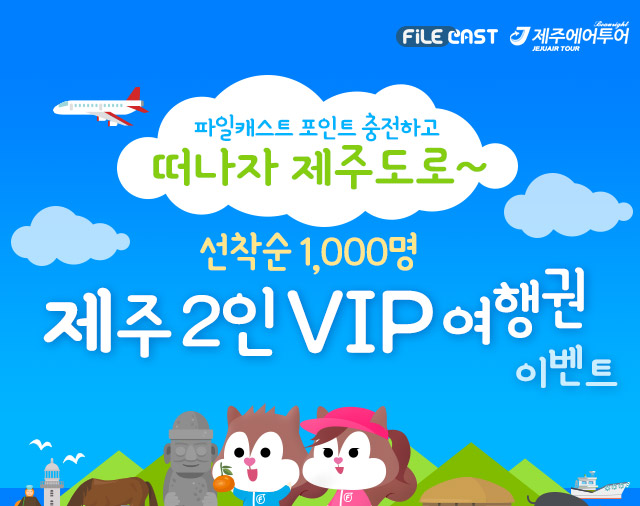 FiLE CAST Beauright 제주에어투어
JEJUAIR TOUR
파일캐스트 포인트 충전하고
떠나자 제주도로~
선착순 1,000명
제주 2인 VIP 여행권
이벤트